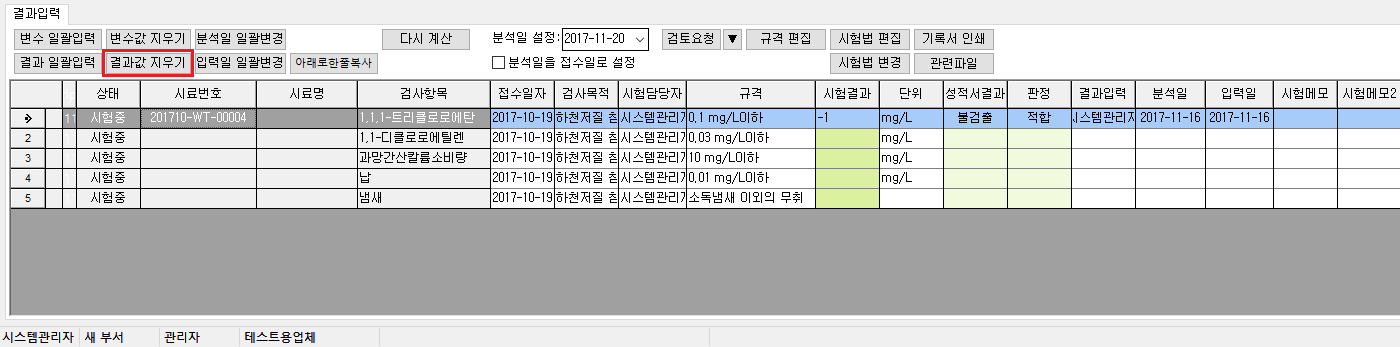 결과입력
변수 일괄입력 변수값 지우기 분석일 일괄변경 다시 계산 분석일 설정: 2017-11-20 검토요청 ▼ 규격 편집 시험법 편집 기록서 인쇄
결과 일괄입력 결과값 지우기 입력일 일괄변경 아래로한줄복사 분석일을 접수일로 설정 시험법 변경 관련파일
상태 시료번호 시료명 검사항목 접수일자 검사목적 시험담당자 규격 시험결과 단위 성적서결과 판정 결과입력 분석일 입력일 시험메모 시험메모2
시험중 201710-WT-00004 1,1,1-트리클로로에탄 2017-10-19 하천저질 침 시스템관리자 0.1 mg/L이하 -1 mg/L 불검출 적합 시스템관리자 2017-11-16 2017-11-16
2 시험중 1,1-디클로로에틸렌 2017-10-19 하천저질 침 시스템관리자 0.03 mg/L이하 mg/L
3 시험중 과망간산칼륨소비량 2017-10-19 하천저질 침 시스템관리자 10 mg/L이하 mg/L
4 시험중 납 2017-10-19 하천저질 침 시스템관리자 0.01 mg/L이하 mg/L
5 시험중 냄새 2017-10-19 하천저질 침 시스템관리자 소독냄새 이외의 무취
시스템관리자 새 부서 관리자 테스트용업체